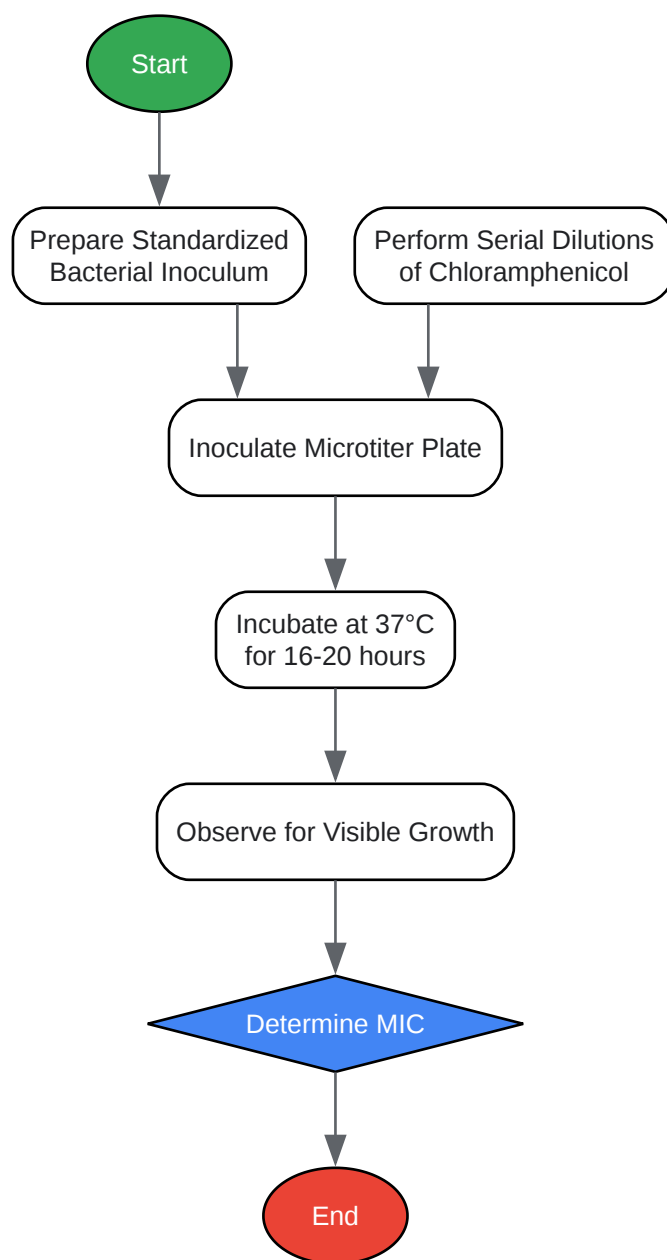 Start
Prepare Standardized
Bacterial Inoculum
Perform Serial Dilutions
of Chloramphenicol
Inoculate Microtiter Plate
Incubate at 37°C
for 16-20 hours
Observe for Visible Growth
Determine MIC
End